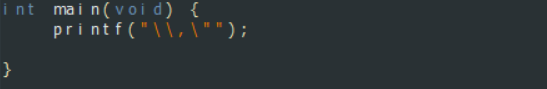 int main(void) {
printf("\\,\"");
}